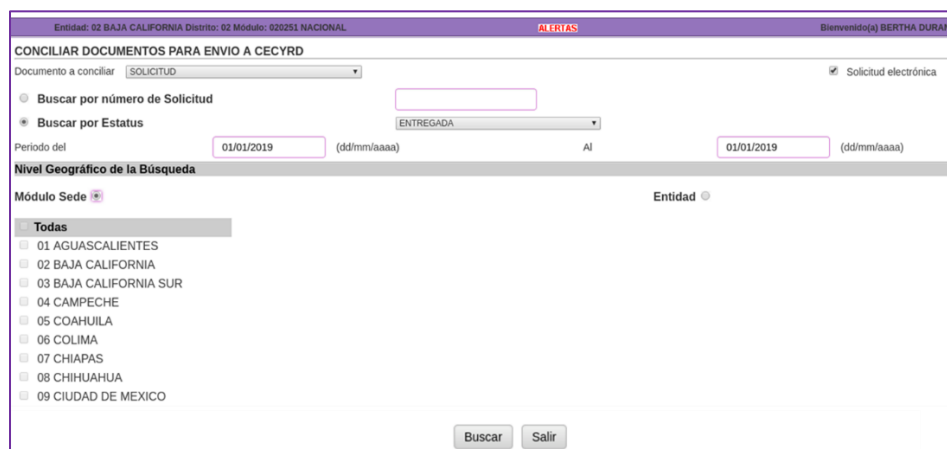 Entidad: 02 BAJA CALIFORNIA Distrito: 02 Módulo: 020251 NACIONAL ALERTAS Bienvenido(a) BERTHA DURAN
CONCILIAR DOCUMENTOS PARA ENVIO A CECYRD
Documento a conciliar SOLICITUD Solicitud electrónica
Buscar por número de Solicitud
Buscar por Estatus ENTREGADA
Periodo del 01/01/2019 (dd/mm/aaaa) Al 01/01/2019 (dd/mm/aaaa)
Nivel Geográfico de la Búsqueda
Módulo Sede Entidad
Todas
01 AGUASCALIENTES
02 BAJA CALIFORNIA
03 BAJA CALIFORNIA SUR
04 CAMPECHE
05 COAHUILA
06 COLIMA
07 CHIAPAS
08 CHIHUAHUA
09 CIUDAD DE MEXICO
Buscar Salir